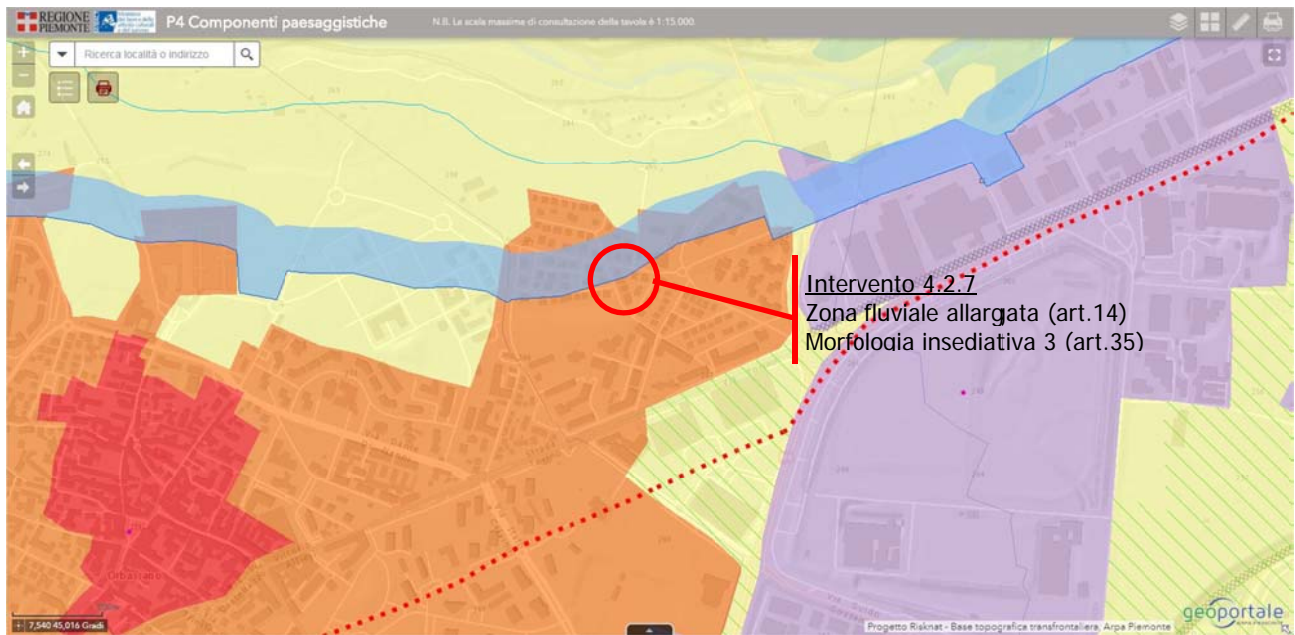 REGIONE
PIEMONTE
P4 Componenti paesaggistiche
N.B. La scala massima di consultazione della tavola è 1:15.000
Ricerca località o indirizzo
Intervento 4.2.7
Zona fluviale allargata (art.14)
Morfologia insediativa 3 (art.35)
Orbassano
7,540 45,016 Gradi
geoportale
Progetto Risknat - Base topografica transfrontaliera, Arpa Piemonte